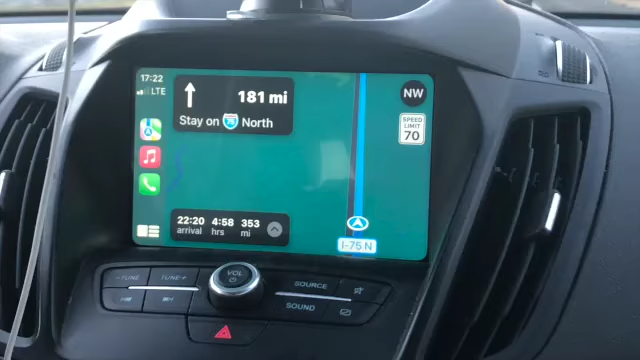 17:22
LTE
181 mi
Stay on 75 North
NW
SPEED
LIMIT
70
22:20 4:58 353
arrival hrs mi
I-75 N
-TUNE TUNE+
VOL
SOURCE
SOUND